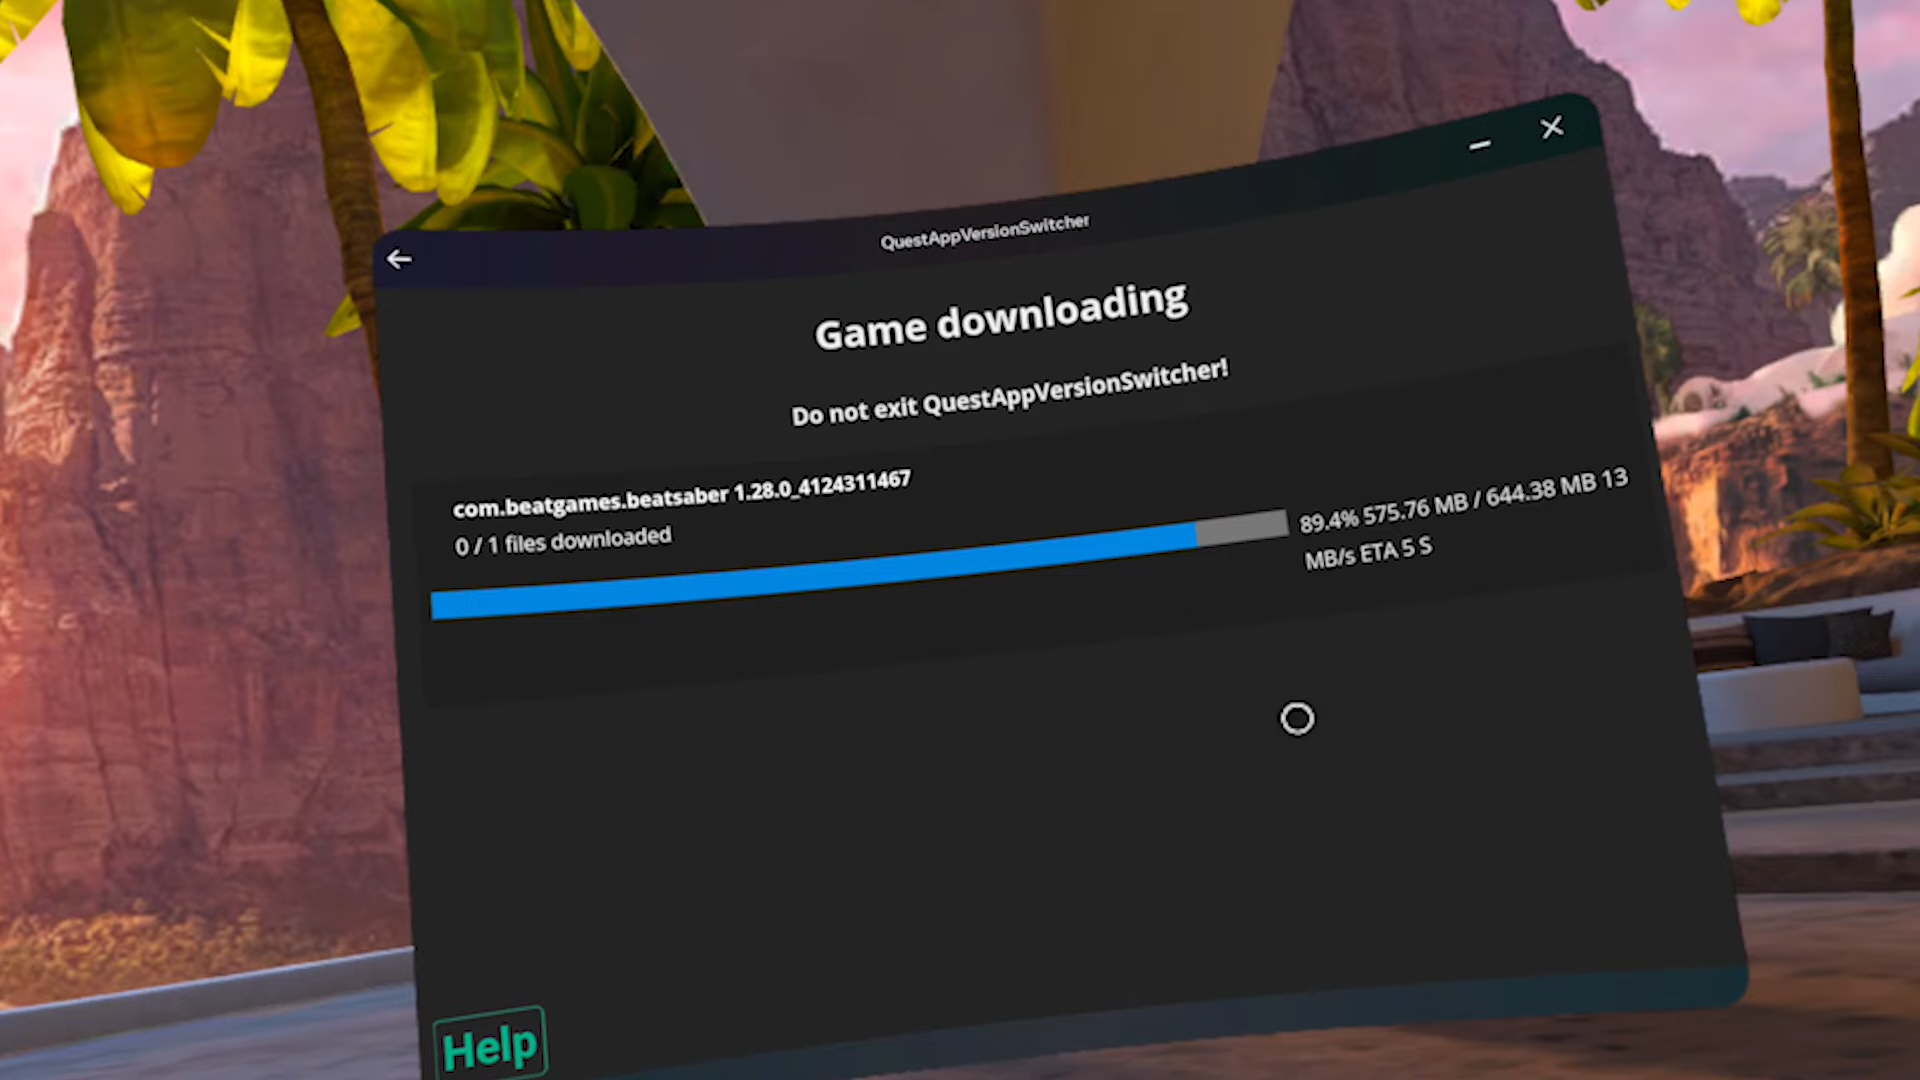 QuestAppVersionSwitcher
Game downloading
Do not exit QuestAppVersionSwitcher!
com.beatgames.beatsaber 1.28.0_4124311467
0 / 1 files downloaded
89.4% 575.76 MB / 644.38 MB 13
MB/s ETA 5 S
Help